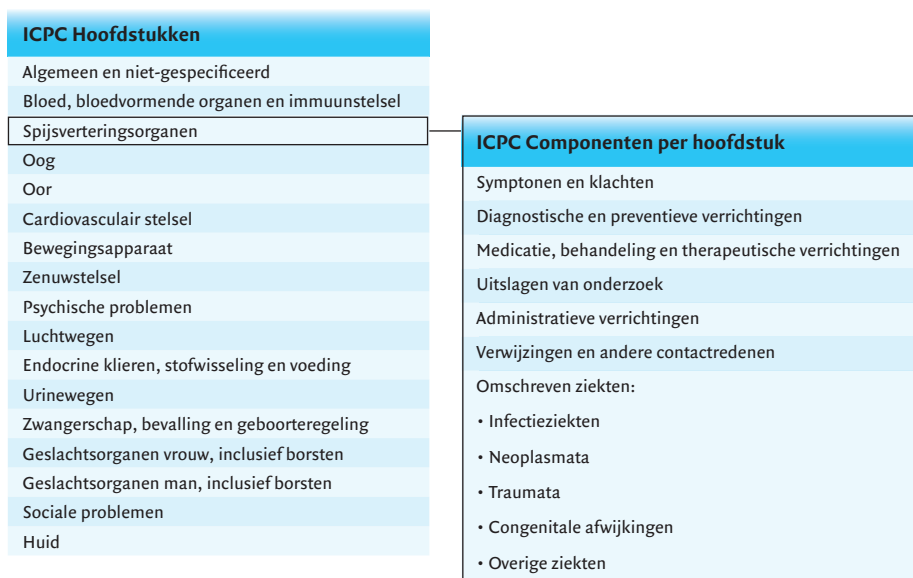 ICPC Hoofdstukken
Algemeen en niet-gespecificeerd
Bloed, bloedvormende organen en immuunstelsel
Spijsverteringsorganen
Oog
Oor
Cardiovasculair stelsel
Bewegingsapparaat
Zenuwstelsel
Psychische problemen
Luchtwegen
Endocrine klieren, stofwisseling en voeding
Urinewegen
Zwangerschap, bevalling en geboorteregeling
Geslachtsorganen vrouw, inclusief borsten
Geslachtsorganen man, inclusief borsten
Sociale problemen
Huid
ICPC Componenten per hoofdstuk
Symptonen en klachten
Diagnostische en preventieve verrichtingen
Medicatie, behandeling en therapeutische verrichtingen
Uitslagen van onderzoek
Administratieve verrichtingen
Verwijzingen en andere contactredenen
Omschreven ziekten:
• Infectieziekten
• Neoplasmata
• Traumata
• Congenitale afwijkingen
• Overige ziekten